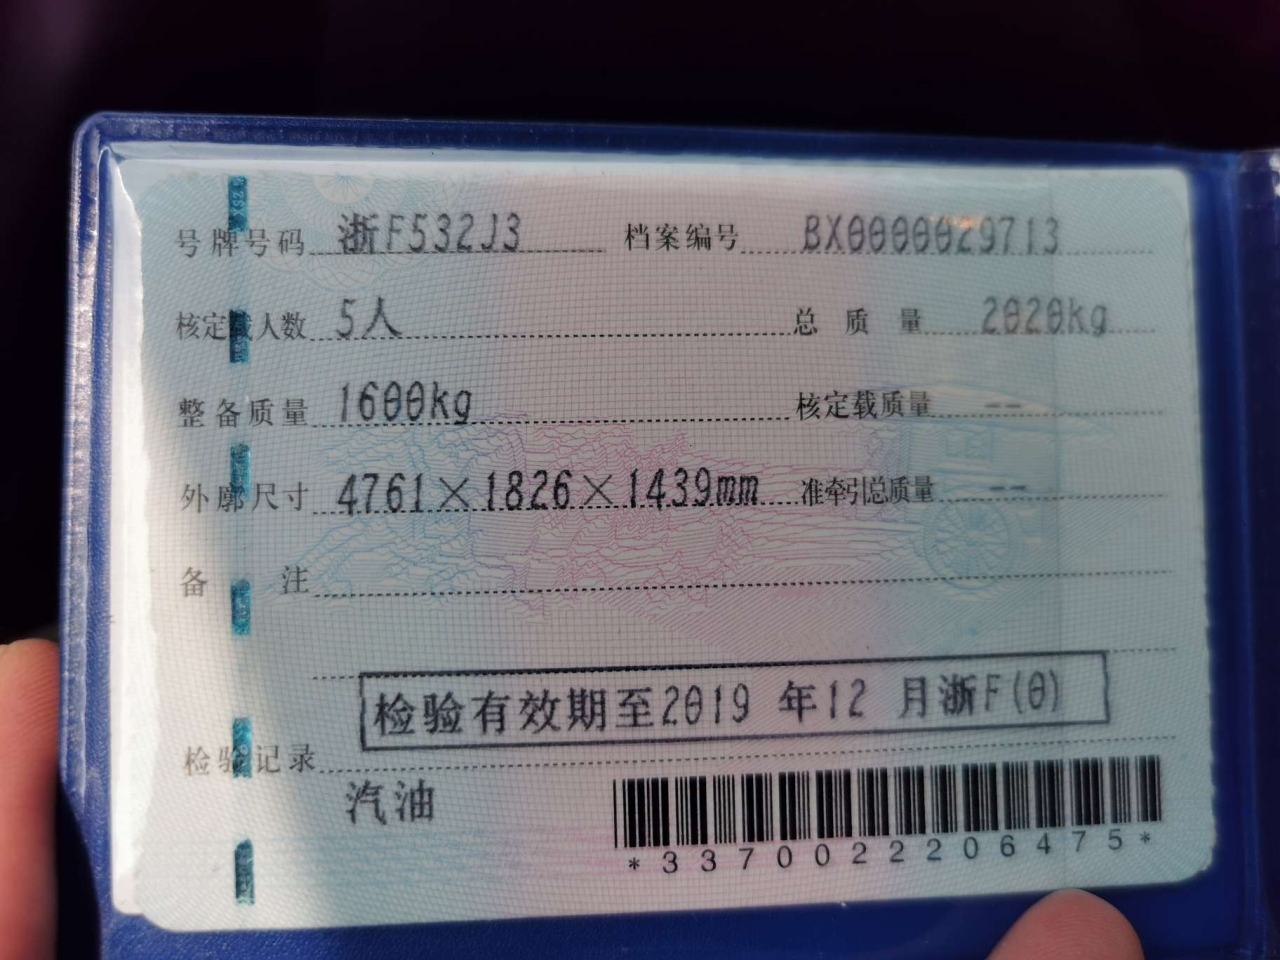 号牌号码 浙F532J3 档案编号 BX0000029713
核定载人数 5人 总质量 2020kg
整备质量 1600kg 核定载质量 --
外廓尺寸 4761×1826×1439mm 准牵引总质量 --
备注
检验有效期至2019 年12 月浙F(0)
检验记录
汽油
*3370022206475*